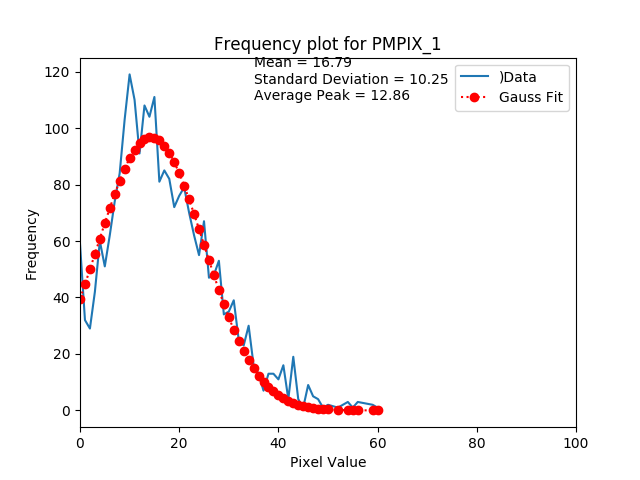 Frequency plot for PMPIX_1
Mean = 16.79
Standard Deviation = 10.25
Average Peak = 12.86
)Data
Gauss Fit
120
100
80
60
40
20
0
Frequency
0 20 40 60 80 100
Pixel Value